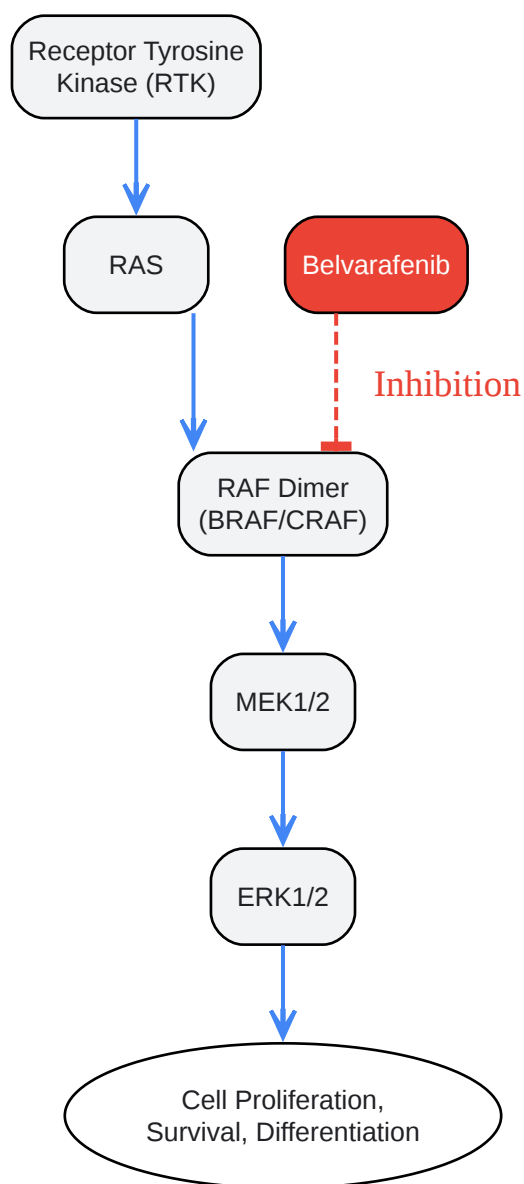 Receptor Tyrosine
Kinase (RTK)
RAS
Belvarafenib
Inhibition
RAF Dimer
(BRAF/CRAF)
MEK1/2
ERK1/2
Cell Proliferation,
Survival, Differentiation